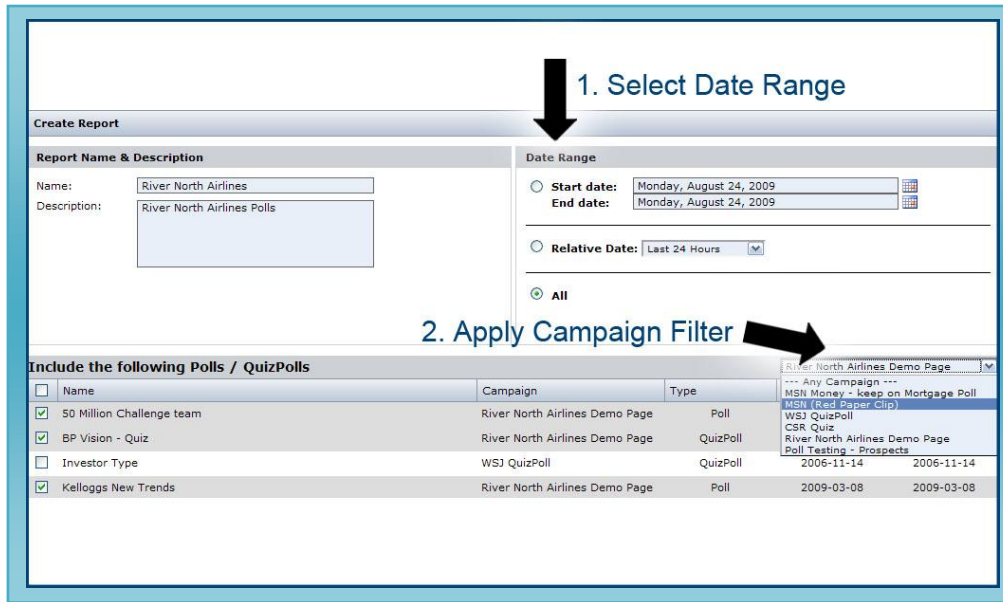 1. Select Date Range
Create Report
Report Name & Description
Date Range
Name:
River North Airlines
Description:
River North Airlines Polls
Start date:
Monday, August 24, 2009
End date:
Monday, August 24, 2009
Relative Date:
Last 24 Hours
All
2. Apply Campaign Filter
Include the following Polls / QuizPolls
River North Airlines Demo Page
--- Any Campaign ---
MSN Money - keep on Mortgage Poll
MSN (Red Paper Clip)
WSJ QuizPoll
CSR Quiz
River North Airlines Demo Page
Poll Testing - Prospects
Name Campaign Type
50 Million Challenge team River North Airlines Demo Page Poll
BP Vision - Quiz River North Airlines Demo Page QuizPoll
Investor Type WSJ QuizPoll QuizPoll 2006-11-14 2006-11-14
Kelloggs New Trends River North Airlines Demo Page Poll 2009-03-08 2009-03-08